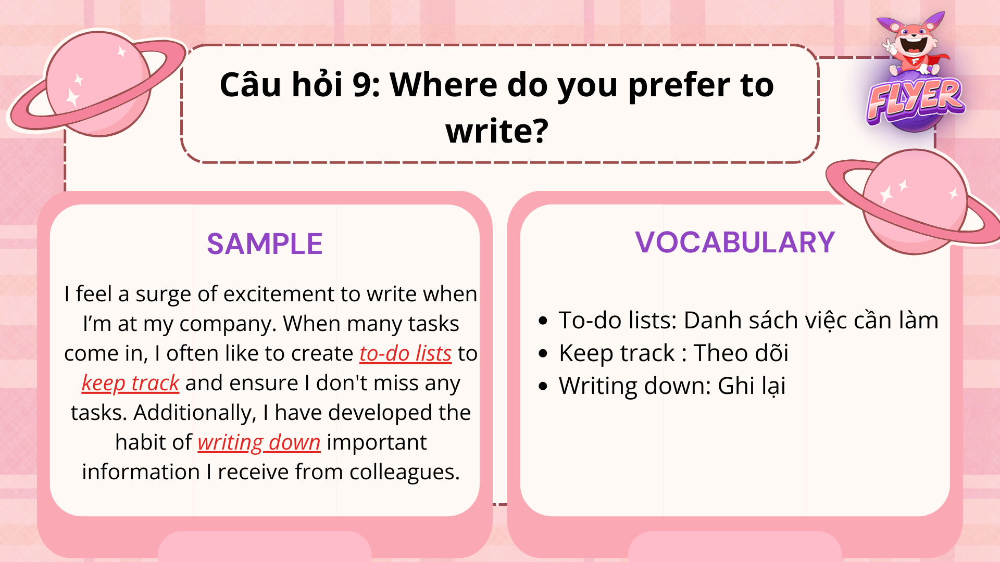 Câu hỏi 9: Where do you prefer to
write?
FLYER
SAMPLE
I feel a surge of excitement to write when
I’m at my company. When many tasks
come in, I often like to create to-do lists to
keep track and ensure I don't miss any
tasks. Additionally, I have developed the
habit of writing down important
information I receive from colleagues.
VOCABULARY
• To-do lists: Danh sách việc cần làm
• Keep track : Theo dõi
• Writing down: Ghi lại